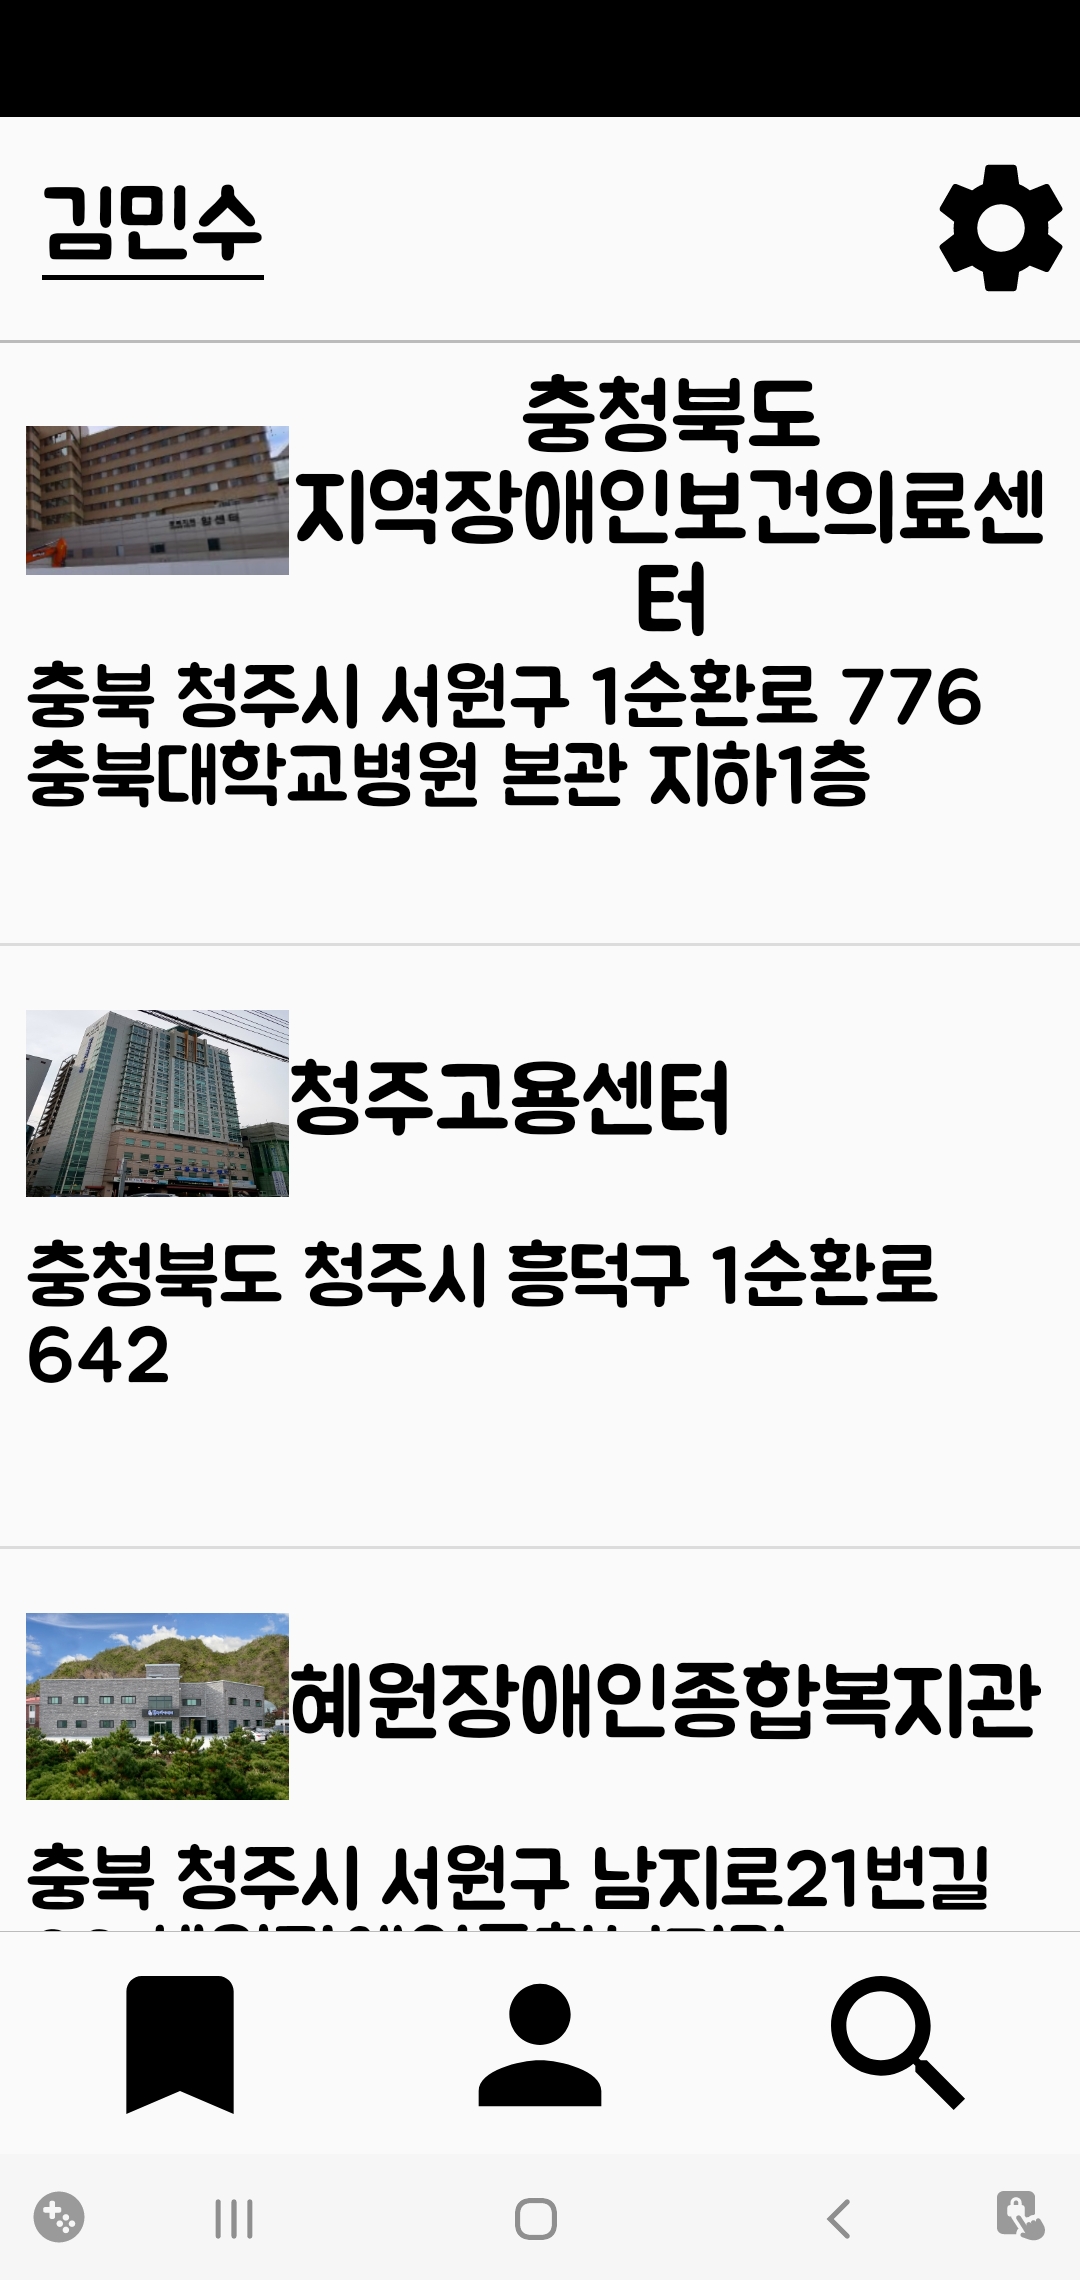 김민수
충청북도
지역장애인보건의료센
터
충북 청주시 서원구 1순환로 776
충북대학교병원 본관 지하1층
청주고용센터
충청북도 청주시 흥덕구 1순환로
642
혜원장애인종합복지관
충북 청주시 서원구 남지로21번길